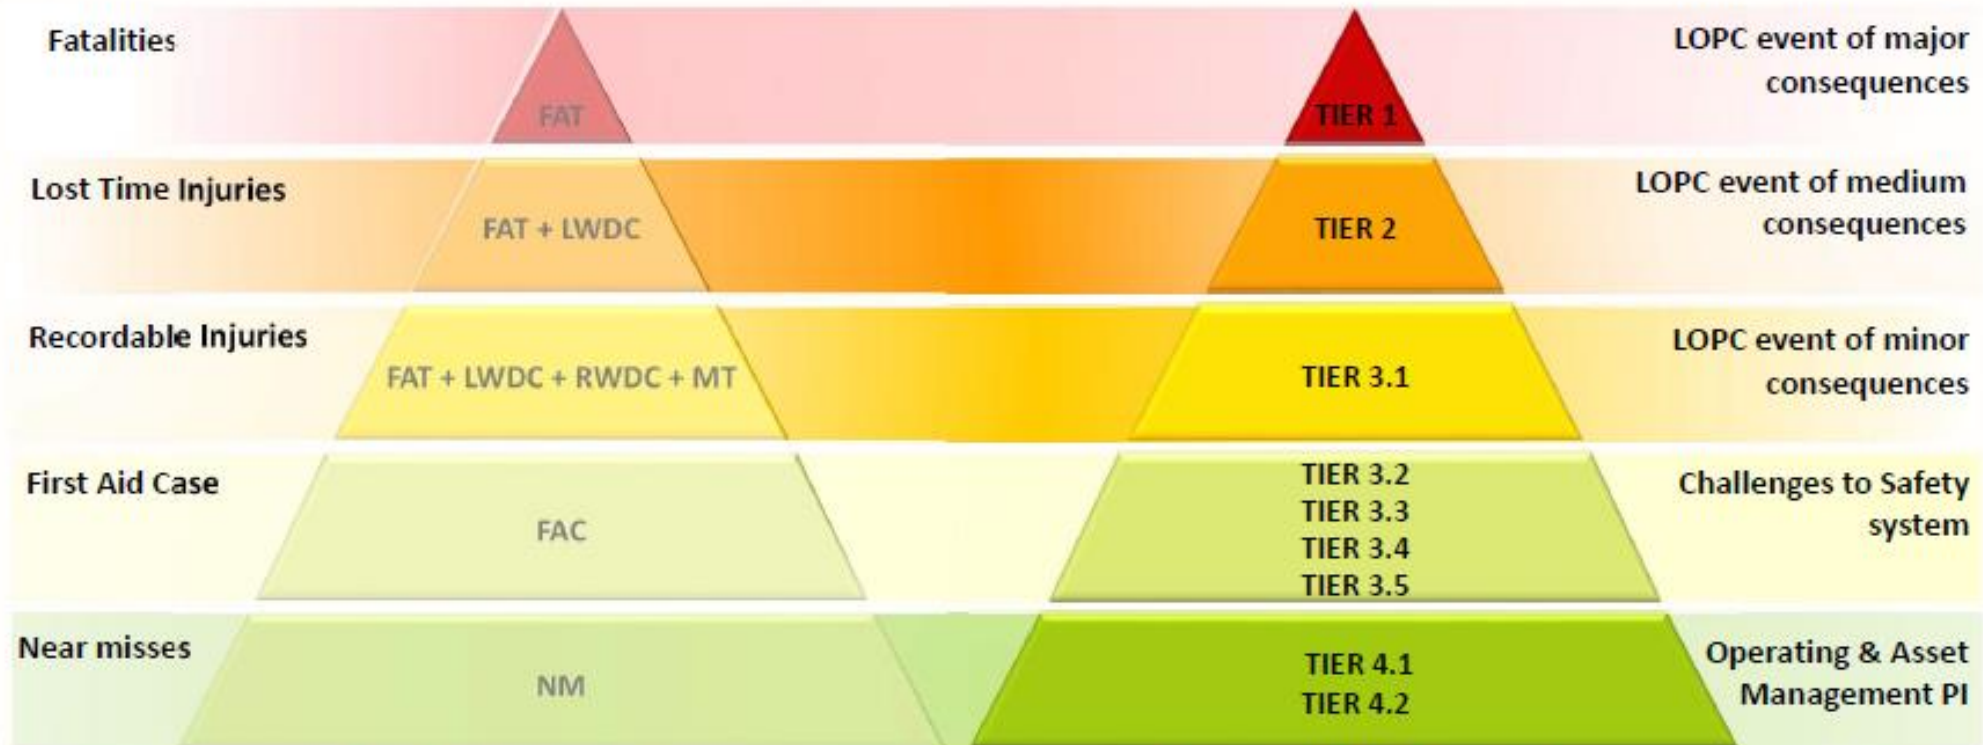 Fatalities
FAT
TIER 1
LOPC event of major
consequences
Lost Time Injuries
FAT + LWDC
TIER 2
LOPC event of medium
consequences
Recordable Injuries
FAT + LWDC + RWDC + MT
TIER 3.1
LOPC event of minor
consequences
First Aid Case
FAC
TIER 3.2
TIER 3.3
TIER 3.4
TIER 3.5
Challenges to Safety
system
Near misses
NM
TIER 4.1
TIER 4.2
Operating & Asset
Management PI